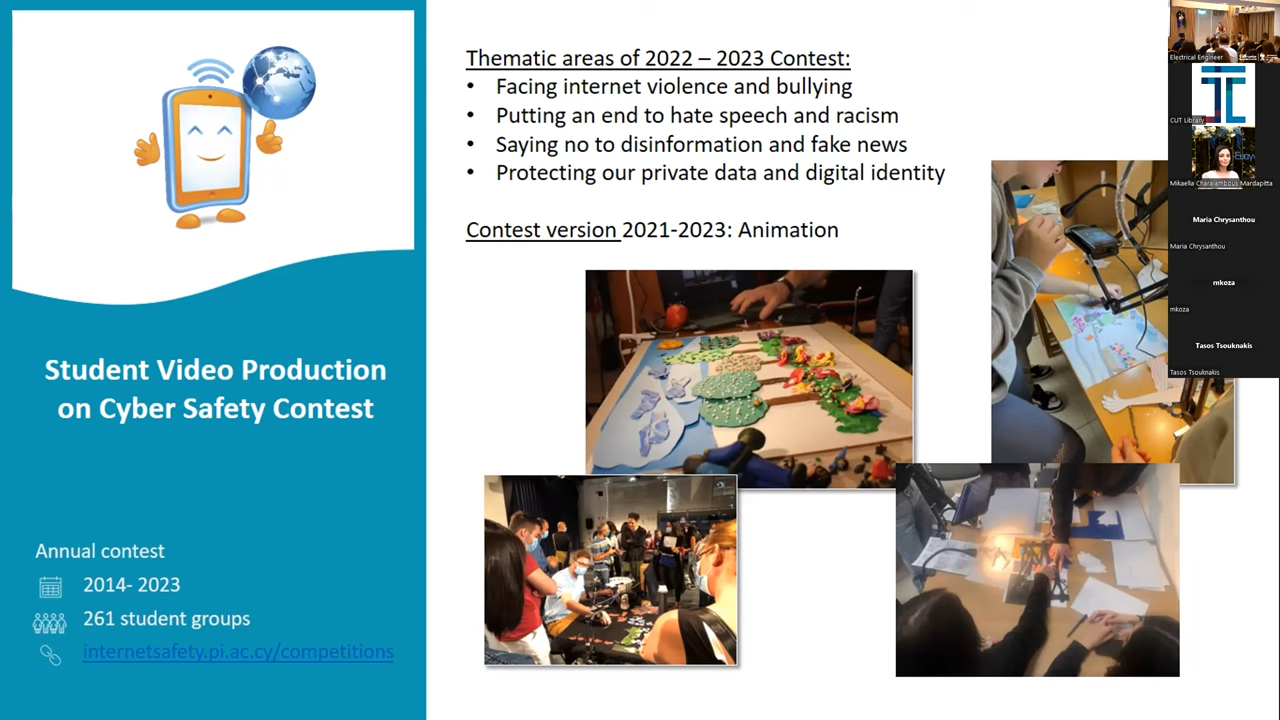 Student Video Production
on Cyber Safety Contest
Annual contest
2014- 2023
261 student groups
internetsafety.pi.ac.cy/competitions
Thematic areas of 2022 – 2023 Contest:
• Facing internet violence and bullying
• Putting an end to hate speech and racism
• Saying no to disinformation and fake news
• Protecting our private data and digital identity
Contest version 2021-2023: Animation
Electrical Engineer
CUT Library
Mikaella Charalambous Mardapitta
Maria Chrysanthou
Maria Chrysanthou
mkoza
mkoza
Tasos Tsouknakis
Tasos Tsouknakis